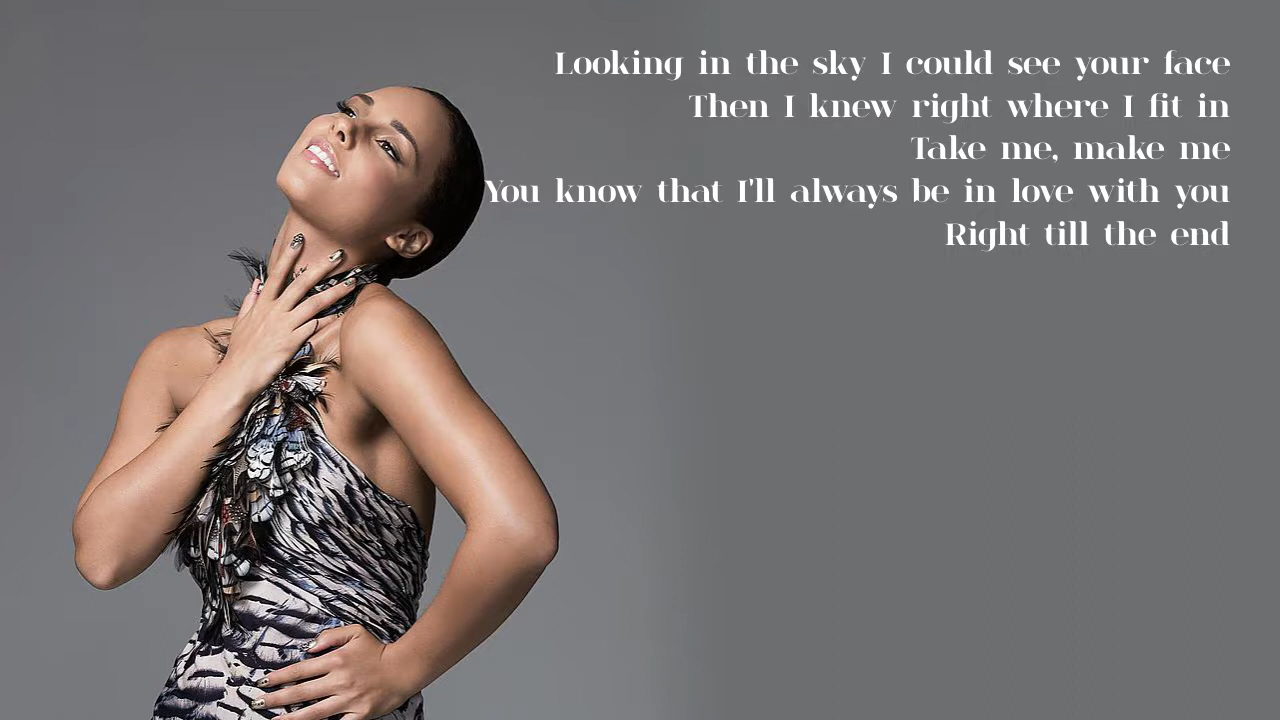 Looking in the sky I could see your face
Then I knew right where I fit in
Take me, make me
You know that I'll always be in love with you
Right till the end